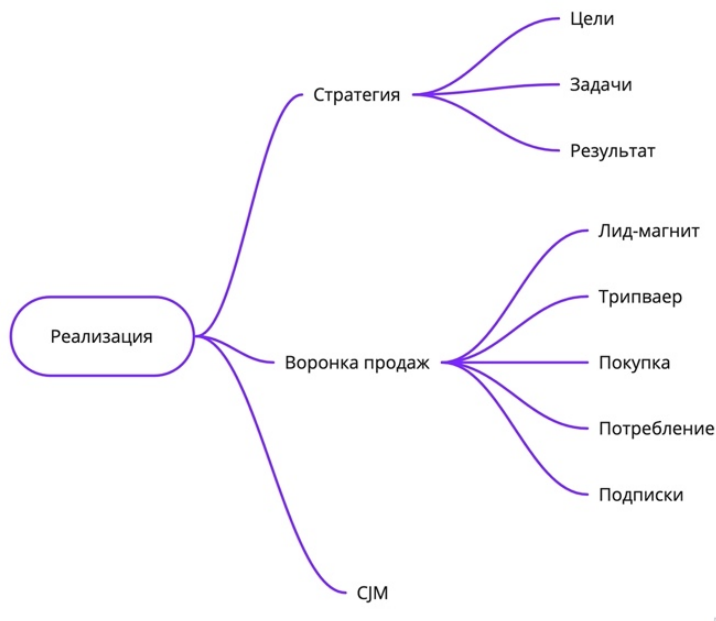 Цели
Стратегия
Задачи
Результат
Лид-магнит
Трипваер
Реализация
Воронка продаж
Покупка
Потребление
Подписки
CJM